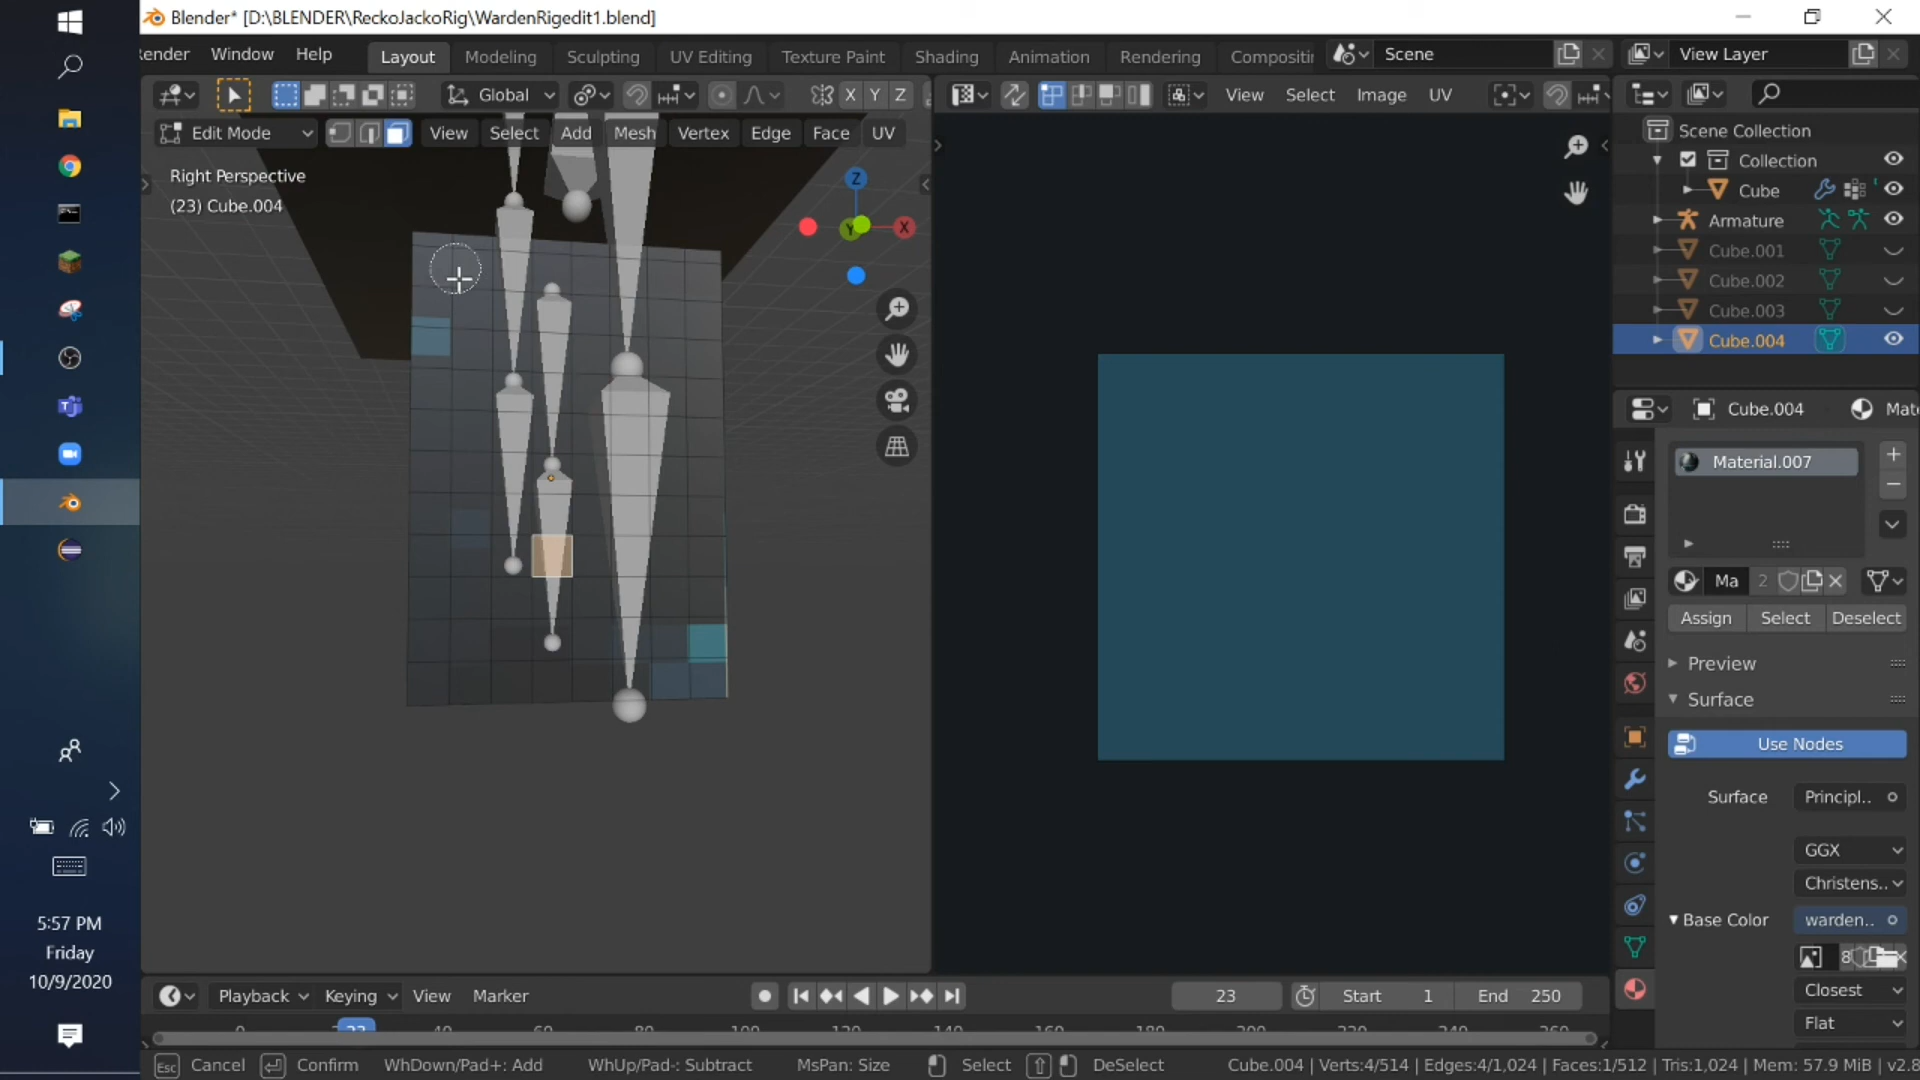 Blender* [D:\BLENDER\ReckoJackoRig\WardenRigedit1.blend]
Render Window Help Layout Modeling Sculpting UV Editing Texture Paint Shading Animation Rendering Scene View Layer
Global X Y Z View Select Image UV
Edit Mode View Select Add Mesh Vertex Edge Face UV
Right Perspective
(23) Cube.004
Z
Y
X
Scene Collection
Collection
Cube
Armature
Cube.001
Cube.002
Cube.003
Cube.004
Cube.004
Material.007
Ma 2
Assign Select Deselect
Preview
Surface
Use Nodes
Surface Principl..
GGX
Christens..
Base Color warden..
8
Closest
Flat
Playback Keying View Marker 23 Start 1 End 250
Esc Cancel Confirm WhDown/Pad+: Add WhUp/Pad-: Subtract MsPan: Size Select DeSelect Cube.004 | Verts:4/514 | Edges:4/1,024 | Faces:1/512 | Tris:1,024 | Mem: 57.9 MiB | v2.8
5:57 PM
Friday
10/9/2020